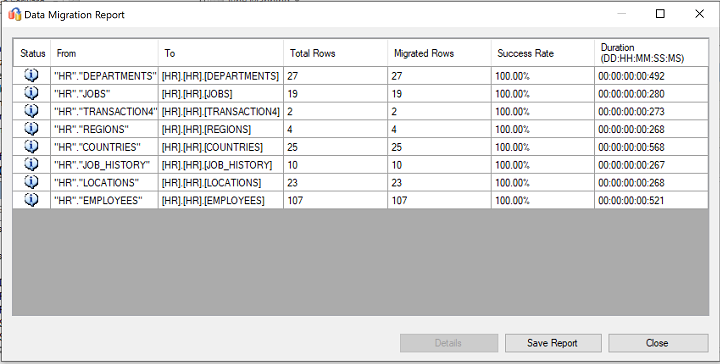 Data Migration Report
Status From To Total Rows Migrated Rows Success Rate Duration (DD:HH:MM:SS:MS)
"HR"."DEPARTMENTS" [HR].[HR].[DEPARTMENTS] 27 27 100.00% 00:00:00:00:492
"HR"."JOBS" [HR].[HR].[JOBS] 19 19 100.00% 00:00:00:00:280
"HR"."TRANSACTION4" [HR].[HR].[TRANSACTION4] 2 2 100.00% 00:00:00:00:273
"HR"."REGIONS" [HR].[HR].[REGIONS] 4 4 100.00% 00:00:00:00:268
"HR"."COUNTRIES" [HR].[HR].[COUNTRIES] 25 25 100.00% 00:00:00:00:568
"HR"."JOB_HISTORY" [HR].[HR].[JOB_HISTORY] 10 10 100.00% 00:00:00:00:267
"HR"."LOCATIONS" [HR].[HR].[LOCATIONS] 23 23 100.00% 00:00:00:00:268
"HR"."EMPLOYEES" [HR].[HR].[EMPLOYEES] 107 107 100.00% 00:00:00:00:521
Details Save Report Close